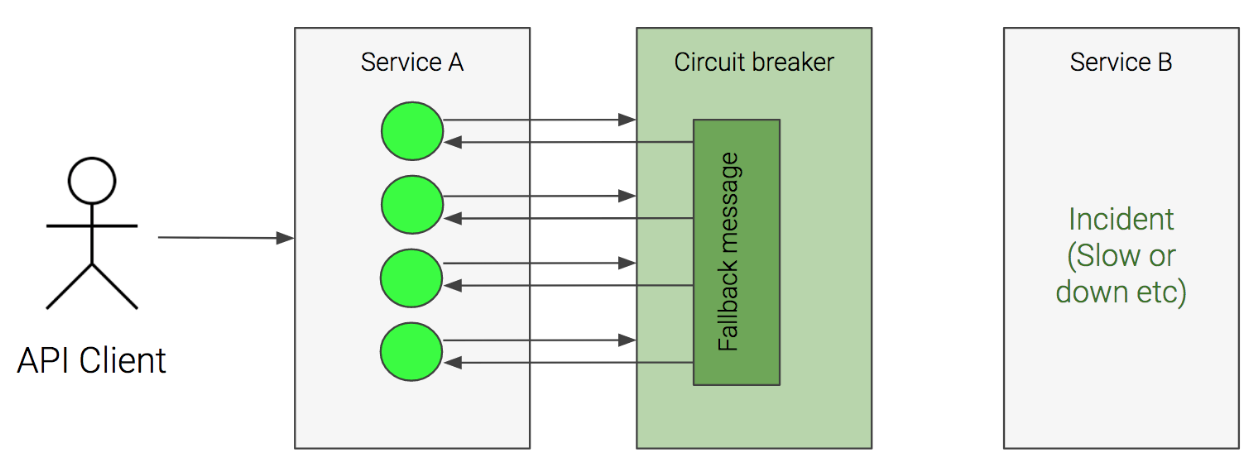 Service A
Circuit breaker
Service B
Fallback message
Incident
(Slow or
down etc)
API Client